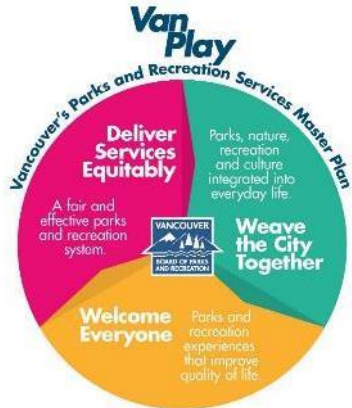 Van
Play
Vancouver's Parks and Recreation Services Master Plan
Deliver
Services
Equitably
A fair and
effective parks
and recreation
system.
Parks, nature,
recreation
and culture
integrated into
everyday life.
Weave
the City
Together
VANCOUVER
BOARD OF PARKS
AND RECREATION
Welcome
Everyone
Parks and
recreation
experiences
that improve
quality of life.